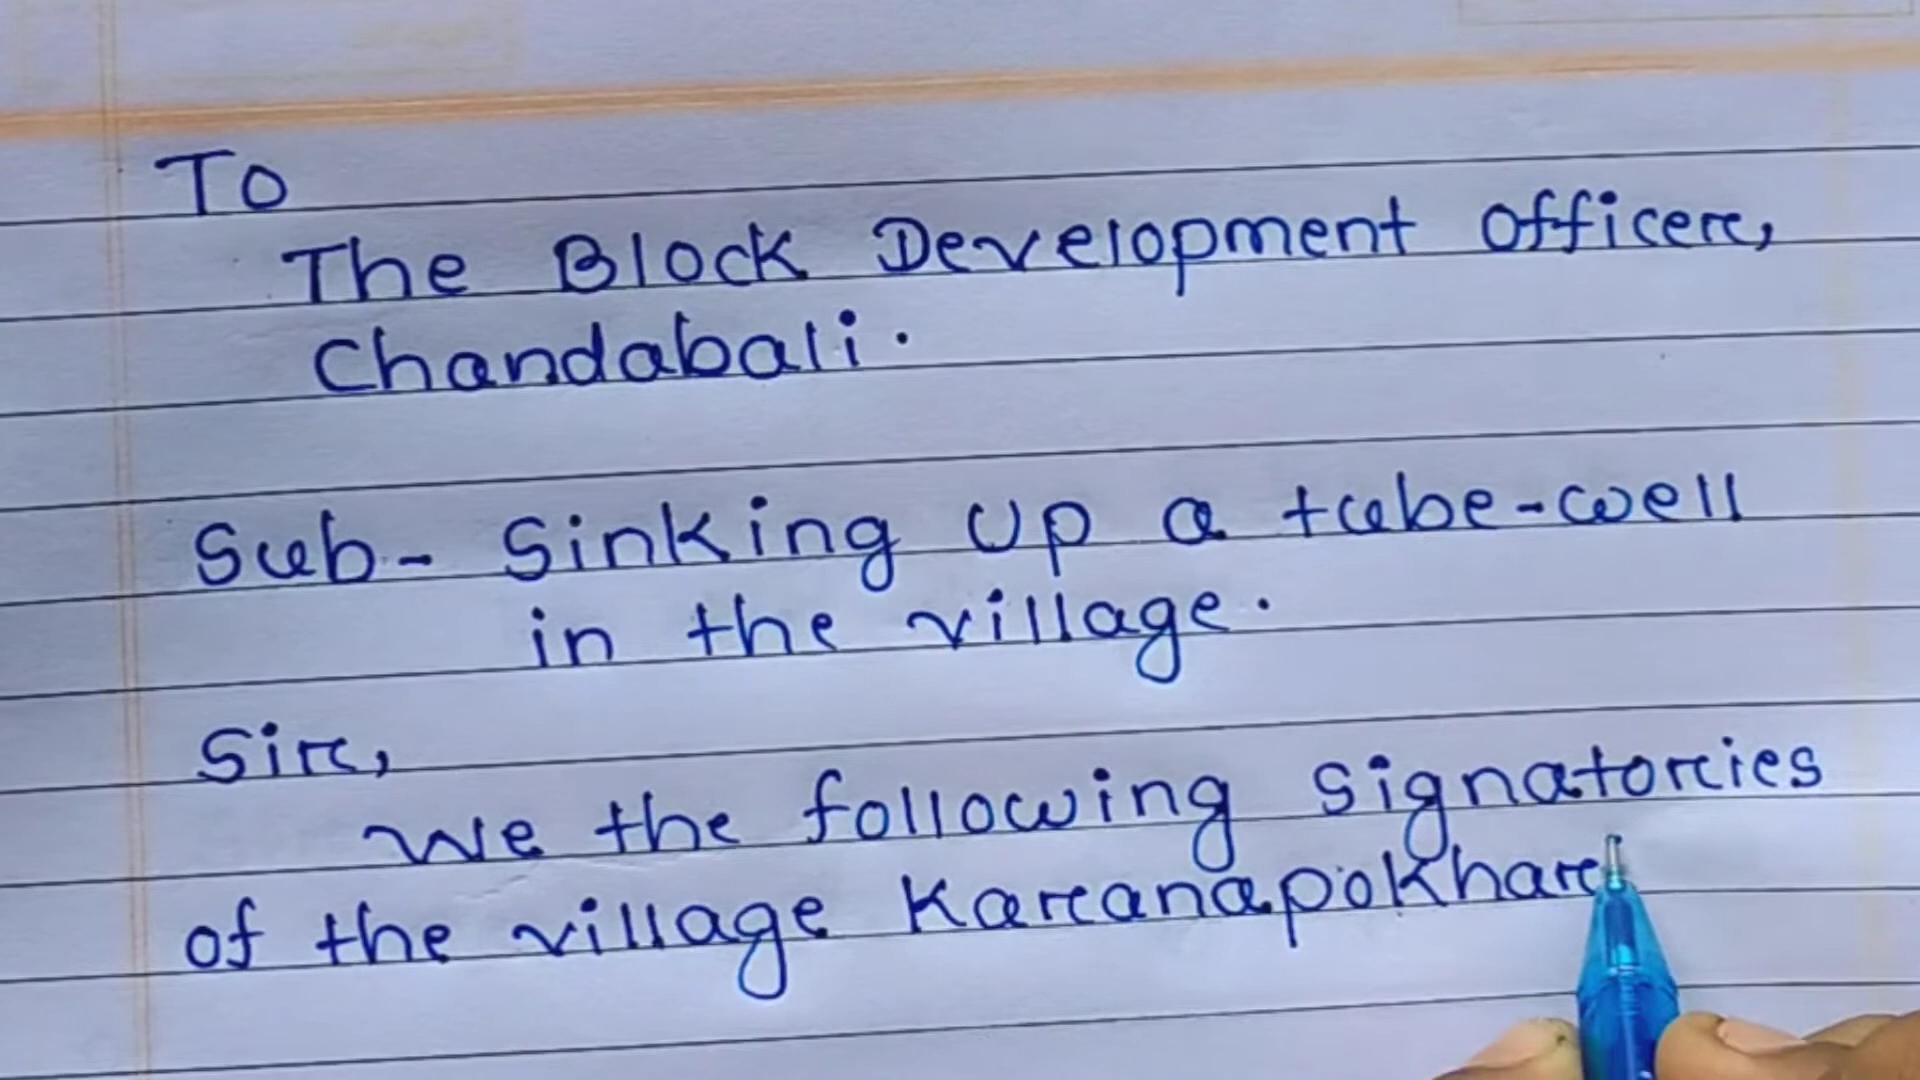 To
The Block Development Officer,
Chandabali.
Sub- Sinking up a tube-well
in the village.
Sir,
We the following signatories
of the village Karanapokhar